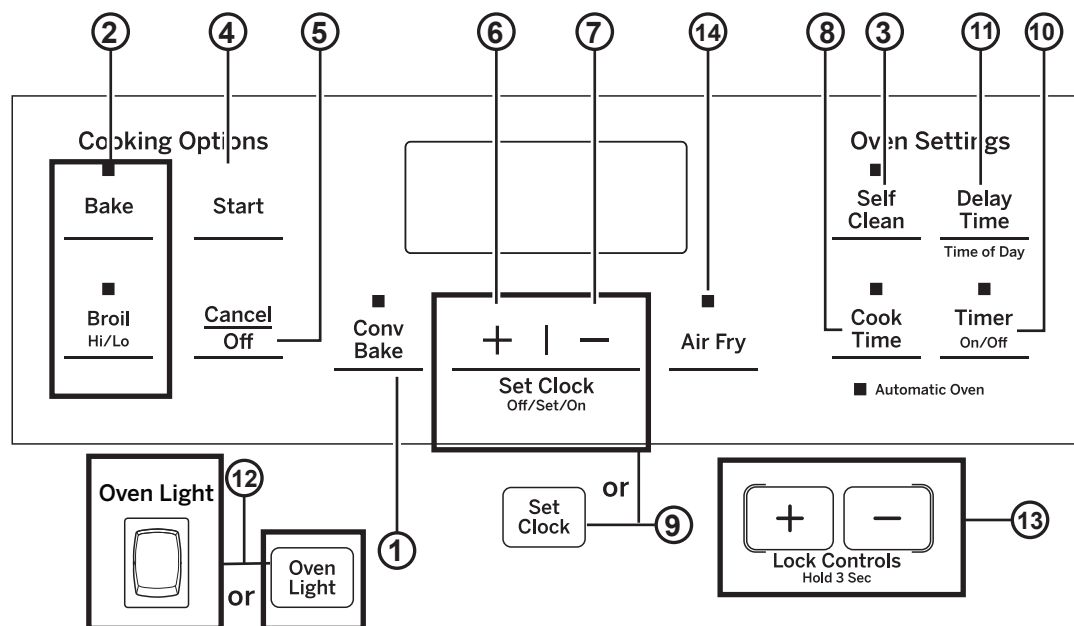 2 4 5 6 7 14 8 3 11 10
Cooking Options
Oven Settings
Bake
Start
Self
Clean
Delay
Time
Time of Day
Broil
Hi/Lo
Cancel
Off
Conv
Bake
+ | −
Set Clock
Off/Set/On
Air Fry
Cook
Time
Timer
On/Off
Automatic Oven
Oven Light
12
or
Oven
Light
1
Set
Clock
or
9
+ −
Lock Controls
Hold 3 Sec
13